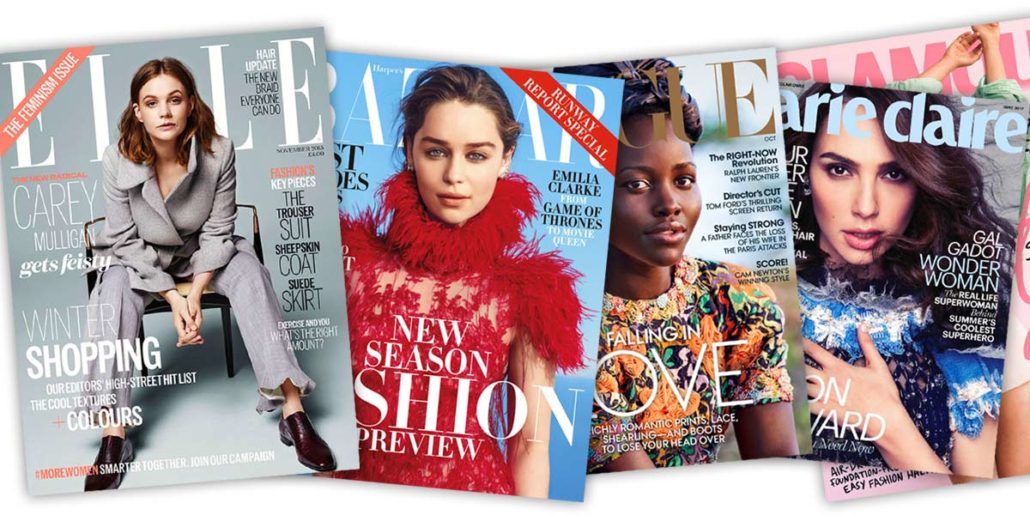 ELLE
THE FEMINISM ISSUE
HAIR
UPDATE
THE NEW
BRAID
EVERYONE
CAN DO
NOVEMBER 2015
£4.00
THE NEW RADICAL
CAREY
MULLIGAN
gets feisty
FASHION'S
KEY PIECES
THE
TROUSER
SUIT
SHEEPSKIN
COAT
SUEDE
SKIRT
EXERCISE AND YOU
WHAT'S THE RIGHT
AMOUNT?
WINTER
SHOPPING
OUR EDITORS' HIGH-STREET HIT LIST
THE COOL TEXTURES
+ COLOURS
#MOREWOMEN SMARTER TOGETHER. JOIN OUR CAMPAIGN
Harper's
BAZAAR
RUNWAY
REPORT SPECIAL
EMILIA
CLARKE
FROM
GAME OF
THRONES
TO MOVIE
QUEEN
NEW
SEASON
FASHION
PREVIEW
VOGUE
OCT
The RIGHT-NOW
Revolution
RALPH LAUREN'S
NEW FRONTIER
Director's CUT
TOM FORD'S THRILLING
SCREEN RETURN
Staying STRONG
A FATHER FACES THE LOSS
OF HIS WIFE IN
THE PARIS ATTACKS
SCORE!
CAM NEWTON'S
WINNING STYLE
FALLING IN
LOVE
RICHLY ROMANTIC PRINTS, LACE,
SHEARLING—AND BOOTS
TO LOSE YOUR HEAD OVER
GLAMOUR
marie claire
HAIR
GAL
GADOT
WONDER
WOMAN
The REAL LIFE
SUPERWOMAN
Behind
SUMMER'S
COOLEST
SUPERHERO
Need Now
EASY FASHION